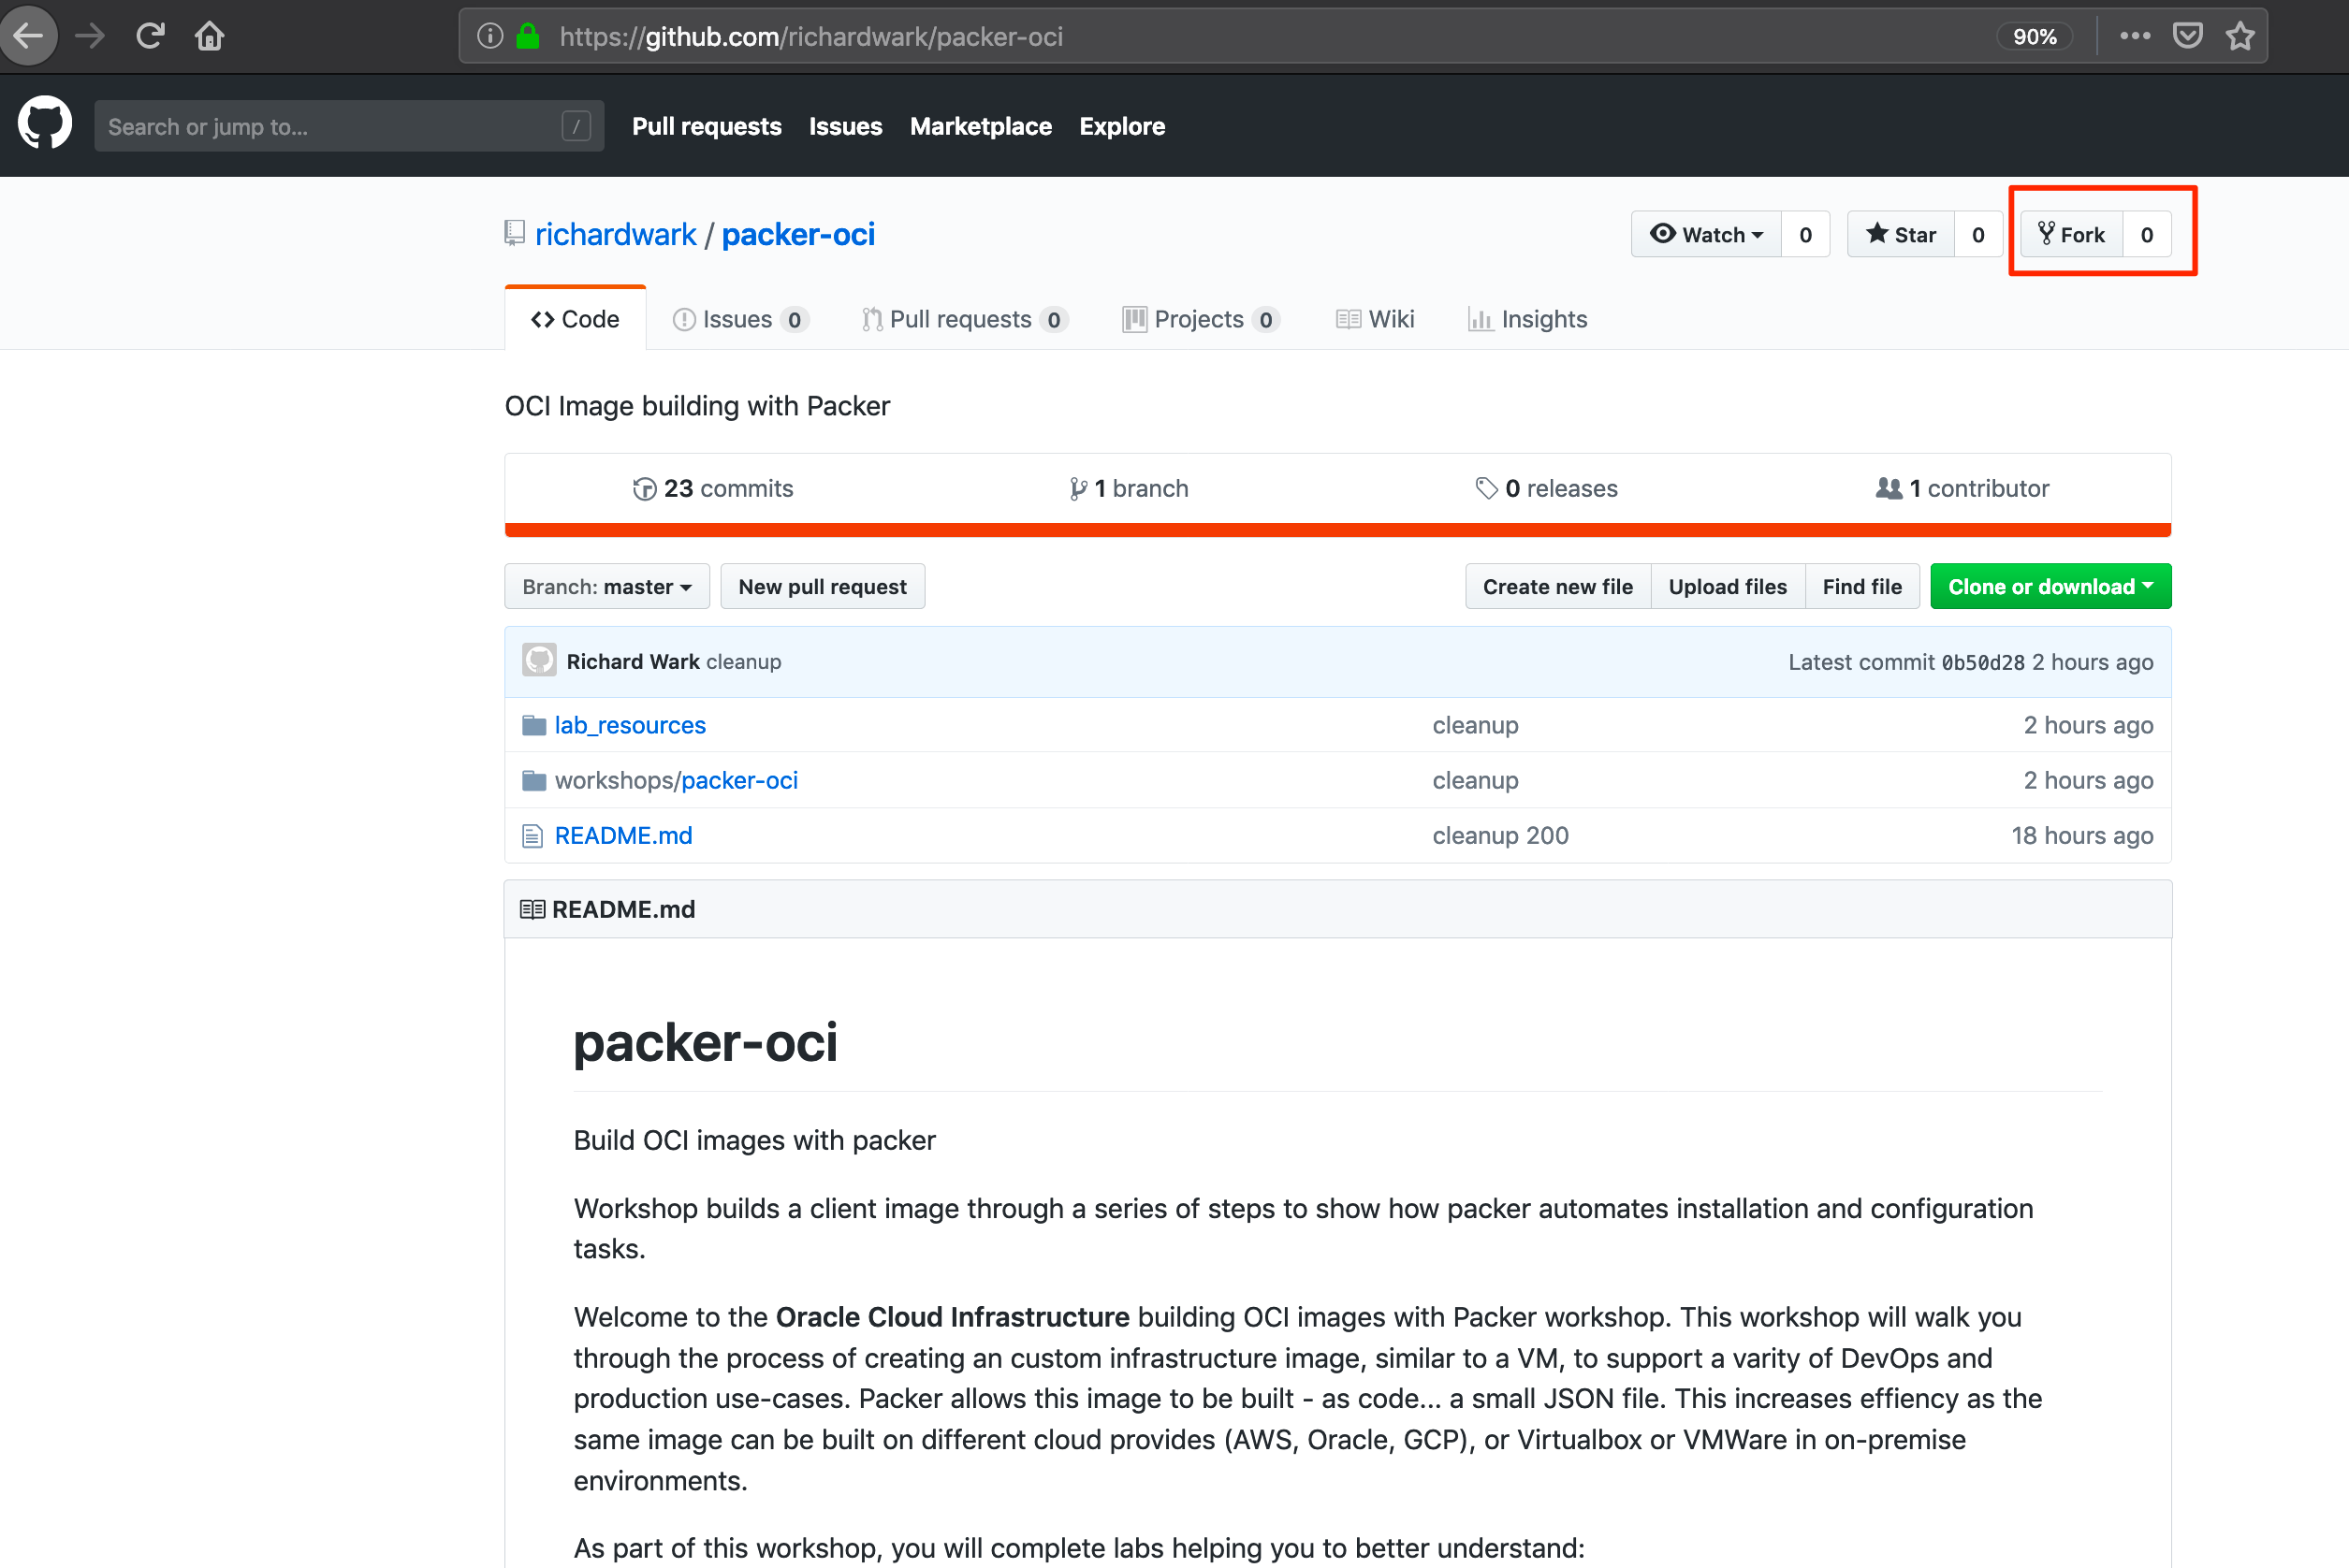 https://github.com/richardwark/packer-oci 90%
Search or jump to... / Pull requests Issues Marketplace Explore
richardwark / packer-oci Watch 0 Star 0 Fork 0
Code Issues 0 Pull requests 0 Projects 0 Wiki Insights
OCI Image building with Packer
23 commits 1 branch 0 releases 1 contributor
Branch: master New pull request Create new file Upload files Find file Clone or download
Richard Wark cleanup Latest commit 0b50d28 2 hours ago
lab_resources cleanup 2 hours ago
workshops/packer-oci cleanup 2 hours ago
README.md cleanup 200 18 hours ago
README.md
packer-oci
Build OCI images with packer
Workshop builds a client image through a series of steps to show how packer automates installation and configuration
tasks.
Welcome to the Oracle Cloud Infrastructure building OCI images with Packer workshop. This workshop will walk you
through the process of creating an custom infrastructure image, similar to a VM, to support a varity of DevOps and
production use-cases. Packer allows this image to be built - as code... a small JSON file. This increases effiency as the
same image can be built on different cloud provides (AWS, Oracle, GCP), or Virtualbox or VMWare in on-premise
environments.
As part of this workshop, you will complete labs helping you to better understand: